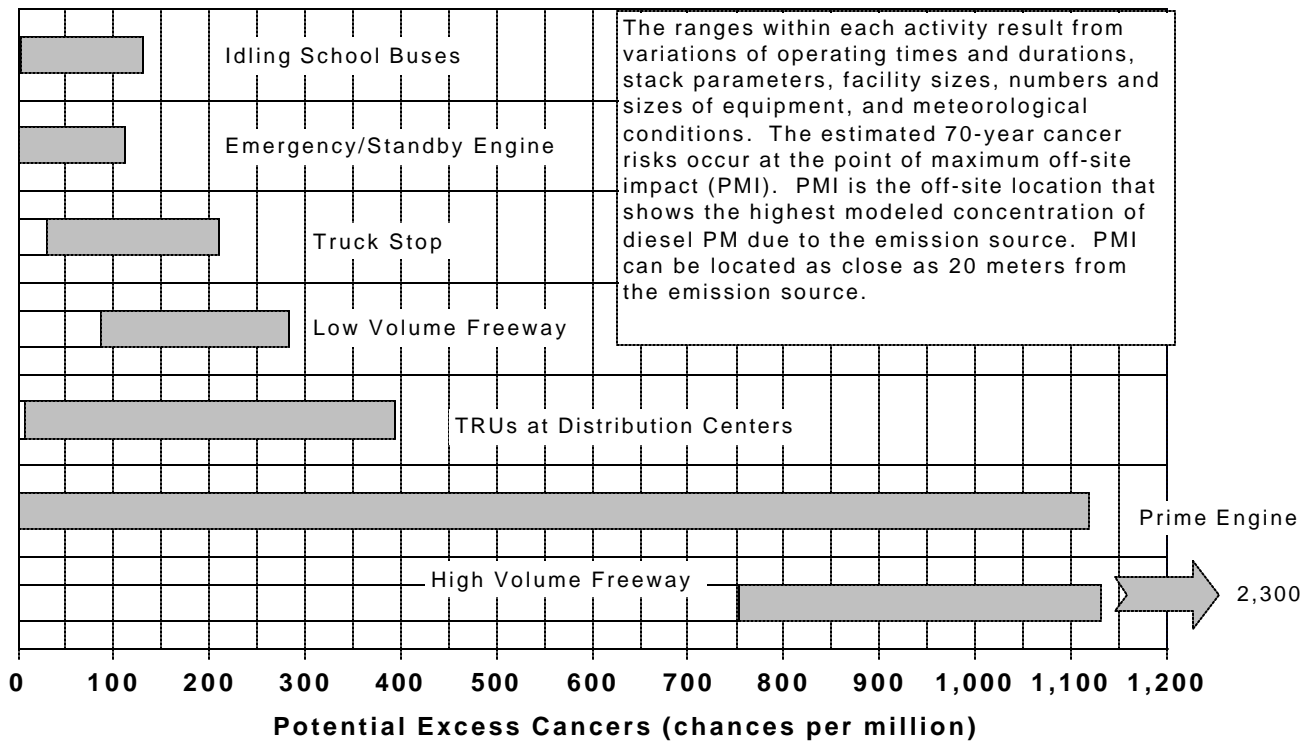 Idling School Buses
The ranges within each activity result from
variations of operating times and durations,
stack parameters, facility sizes, numbers and
sizes of equipment, and meteorological
conditions. The estimated 70-year cancer
risks occur at the point of maximum off-site
impact (PMI). PMI is the off-site location that
shows the highest modeled concentration of
diesel PM due to the emission source. PMI
can be located as close as 20 meters from
the emission source.
Emergency/Standby Engine
Truck Stop
Low Volume Freeway
TRUs at Distribution Centers
Prime Engine
High Volume Freeway
2,300
0 100 200 300 400 500 600 700 800 900 1,000 1,100 1,200
Potential Excess Cancers (chances per million)